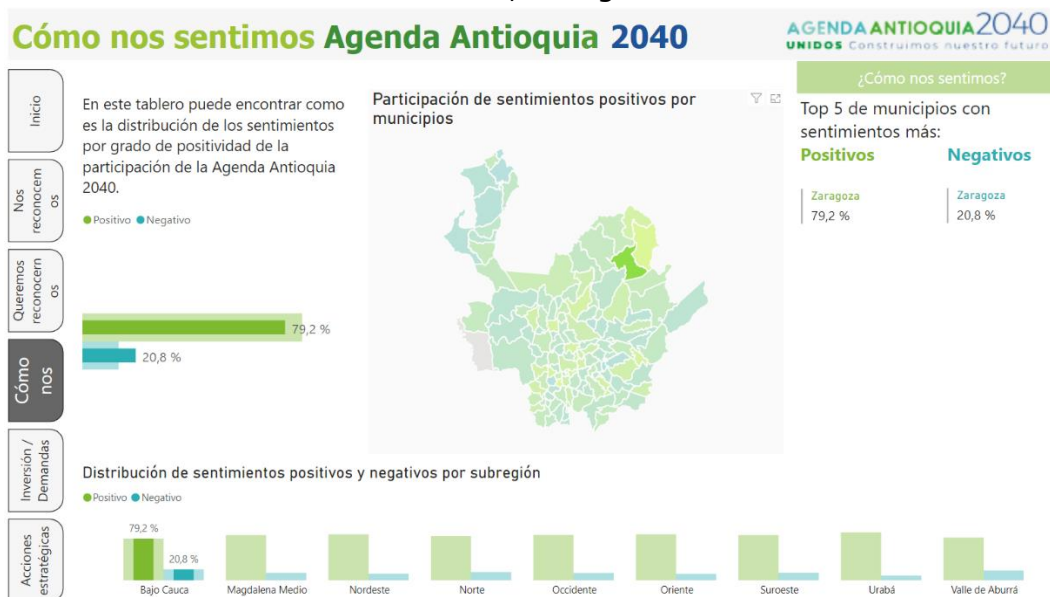 Cómo nos sentimos Agenda Antioquia 2040
AGENDA ANTIOQUIA 2040
UNIDOS Construimos nuestro futuro
Inicio
Nos
reconocem
os
Queremos
reconocern
os
Cómo
nos
Inversión /
Demandas
Acciones
estratégicas
En este tablero puede encontrar como
es la distribución de los sentimientos
por grado de positividad de la
participación de la Agenda Antioquia
2040.
Positivo Negativo
79,2 %
20,8 %
Participación de sentimientos positivos por
municipios
¿Cómo nos sentimos?
Top 5 de municipios con
sentimientos más:
Positivos Negativos
Zaragoza Zaragoza
79,2 % 20,8 %
Distribución de sentimientos positivos y negativos por subregión
Positivo Negativo
79,2 %
20,8 %
Bajo Cauca Magdalena Medio Nordeste Norte Occidente Oriente Suroeste Urabá Valle de Aburrá